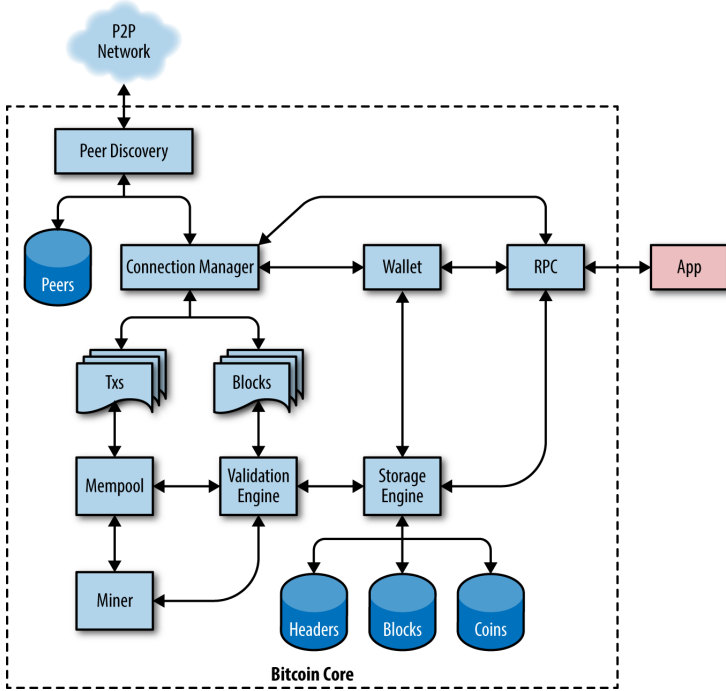 P2P
Network
Peer Discovery
Peers
Connection Manager
Wallet
RPC
App
Txs
Blocks
Mempool
Validation
Engine
Storage
Engine
Miner
Headers
Blocks
Coins
Bitcoin Core